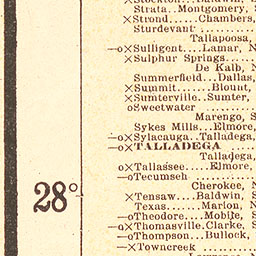 Strata..Montgomery,
×Strond......Chambers,
Sturdevant
Tallapoosa,
—o×Sulligent....Lamar, N
×Sulphur Springs
De Kalb, N
Summerfield...Dallas,
×Summit......Blount,
×Sumterville..Sumter,
oSweetwater
Marengo, S
Sykes Mills...Elmore,
—o×Sylacauga..Talladega,
—o×TALLADEGA
Talladega,
o×Tallassee.....Elmore,
—oTecumseh
Cherokee, N
28°
×Tensaw....Baldwin, S
Texas......Marion, N
—oTheodore....Mobile, S
—o×Thomasville.Clarke, S
—oThompson...Bullock,
—×Towncreek